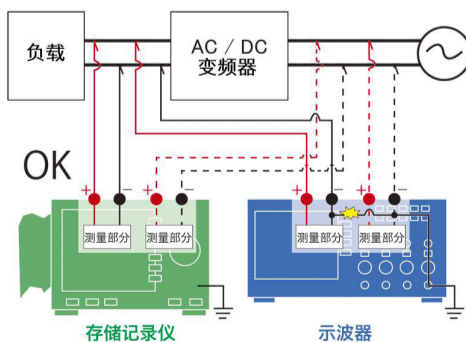 负载
AC / DC
变频器
OK
+ − + −
+ − + −
测量部分 测量部分
测量部分 测量部分
存储记录仪
示波器